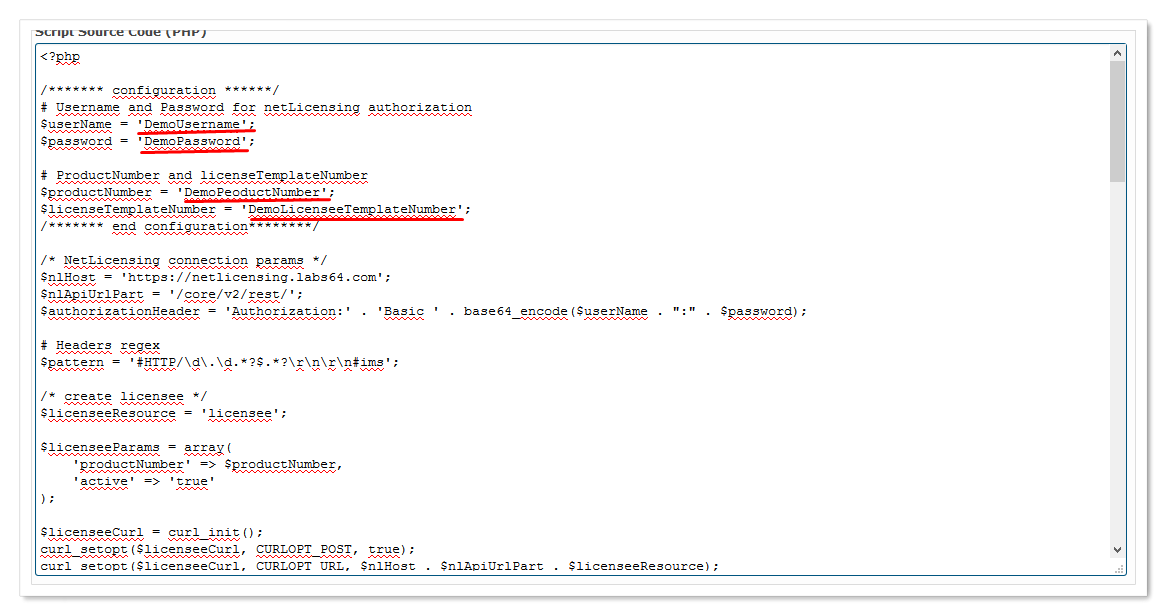 Script Source Code (PHP)
<?php
/******* configuration ******/
# Username and Password for netLicensing authorization
$userName = 'DemoUsername';
$password = 'DemoPassword';
# ProductNumber and licenseTemplateNumber
$productNumber = 'DemoPeoductNumber';
$licenseTemplateNumber = 'DemoLicenseeTemplateNumber';
/******* end configuration********/
/* NetLicensing connection params */
$nlHost = 'https://netlicensing.labs64.com';
$nlApiUrlPart = '/core/v2/rest/';
$authorizationHeader = 'Authorization:' . 'Basic ' . base64_encode($userName . ":" . $password);
# Headers regex
$pattern = '#HTTP/\d\.\d.*?$.*?\r\n\r\n#ims';
/* create licensee */
$licenseeResource = 'licensee';
$licenseeParams = array(
    'productNumber' => $productNumber,
    'active' => 'true'
);
$licenseeCurl = curl_init();
curl_setopt($licenseeCurl, CURLOPT_POST, true);
curl_setopt($licenseeCurl, CURLOPT_URL, $nlHost . $nlApiUrlPart . $licenseeResource);